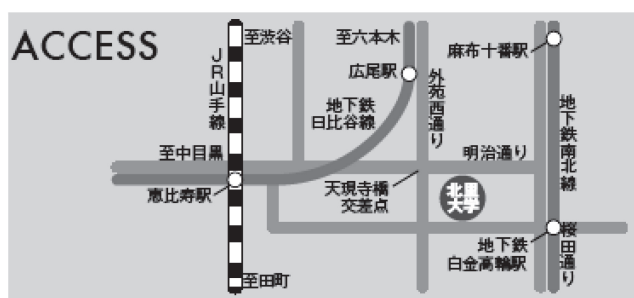 ACCESS
至渋谷
至六本木
麻布十番駅
JR山手線
広尾駅
外苑西通り
地下鉄
日比谷線
地下鉄南北線
至中目黒
明治通り
恵比寿駅
天現寺橋
交差点
北里
大学
地下鉄
白金高輪駅
桜田通り
至田町